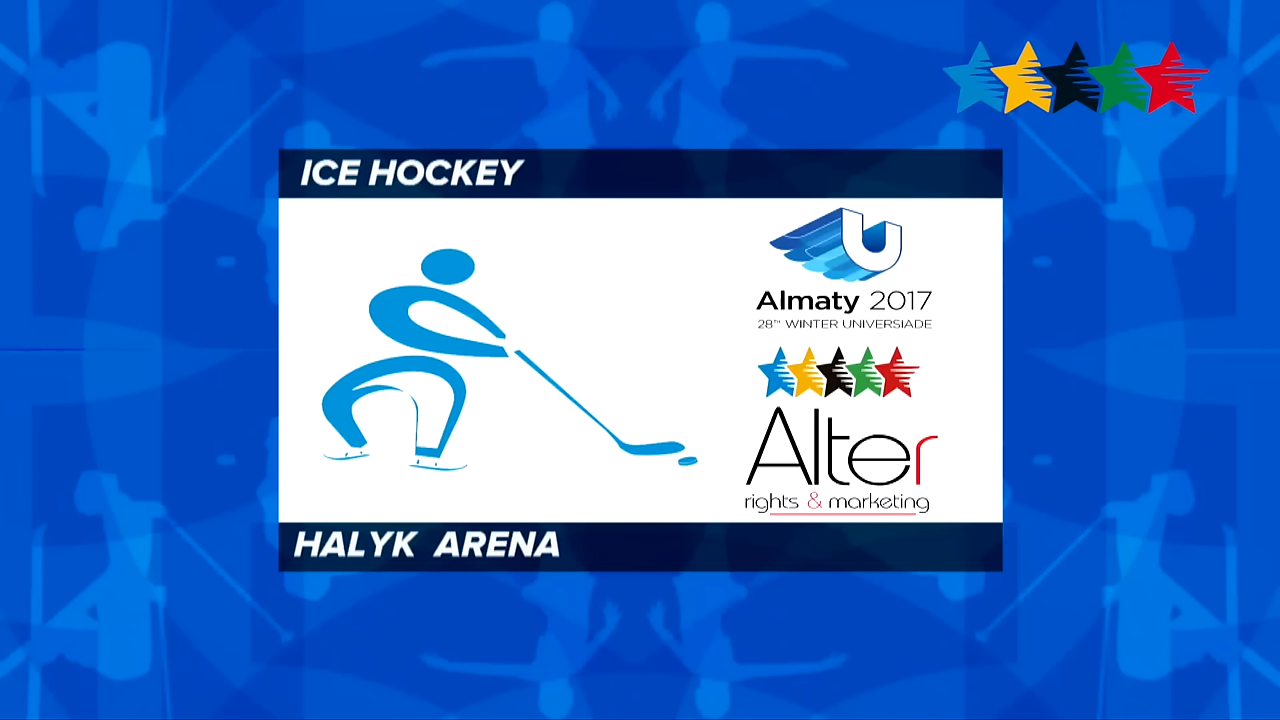 ICE HOCKEY
U
Almaty 2017
28TH WINTER UNIVERSIADE
Alter
rights & marketing
HALYK ARENA